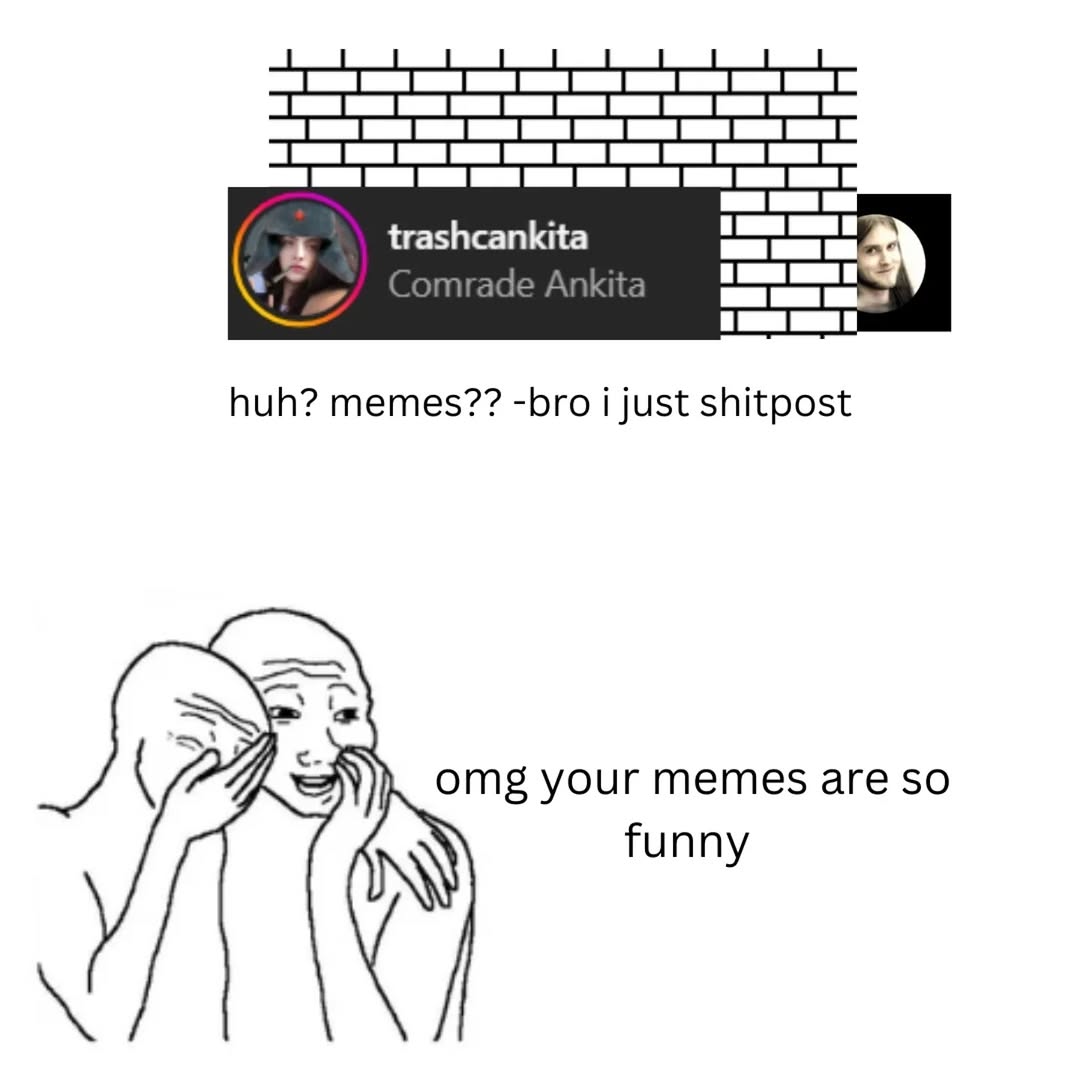 trashcankita
Comrade Ankita
huh? memes?? -bro i just shitpost
omg your memes are so
funny